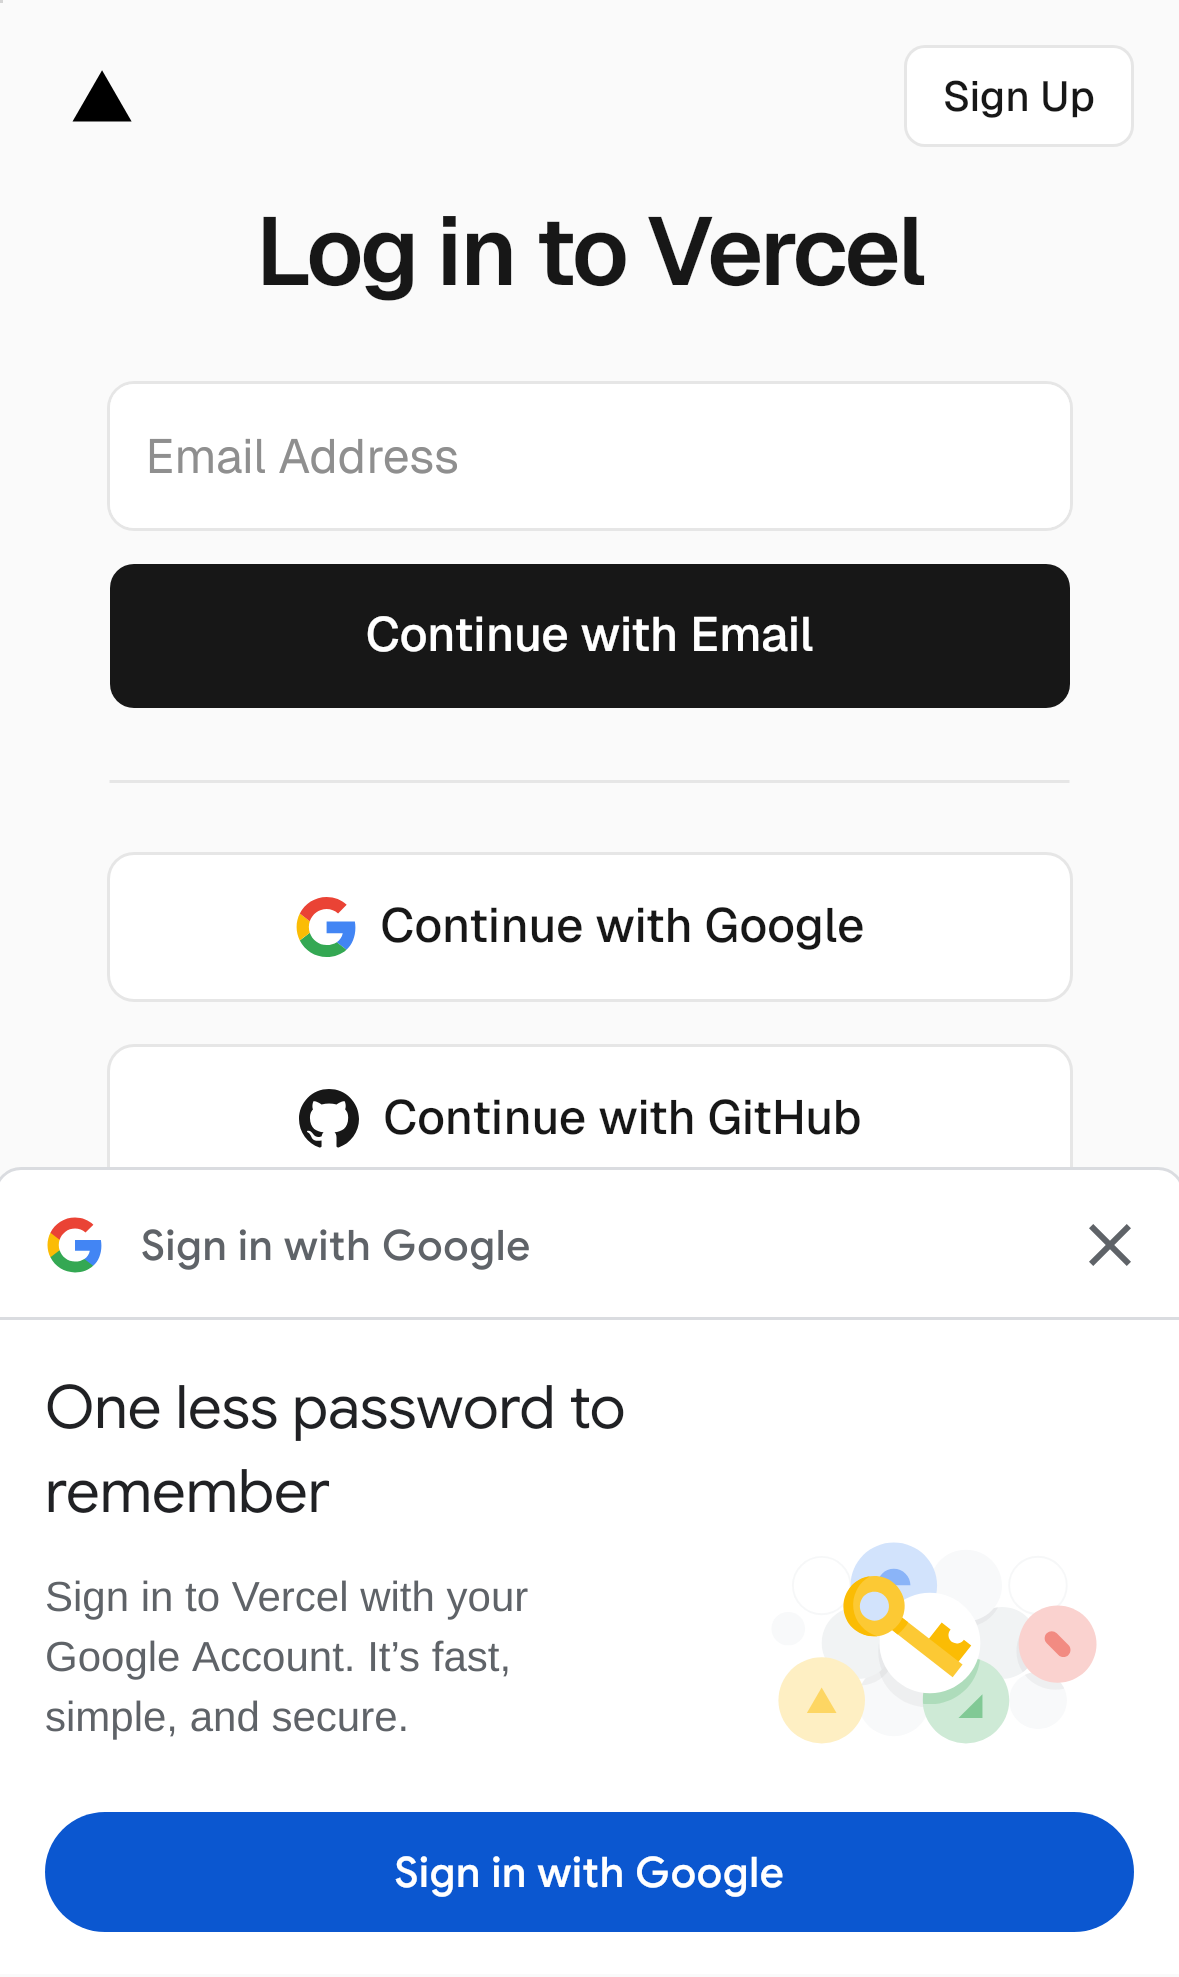 Sign Up
Log in to Vercel
Email Address
Continue with Email
Continue with Google
Continue with GitHub
Sign in with Google
One less password to
remember
Sign in to Vercel with your
Google Account. It’s fast,
simple, and secure.
Sign in with Google